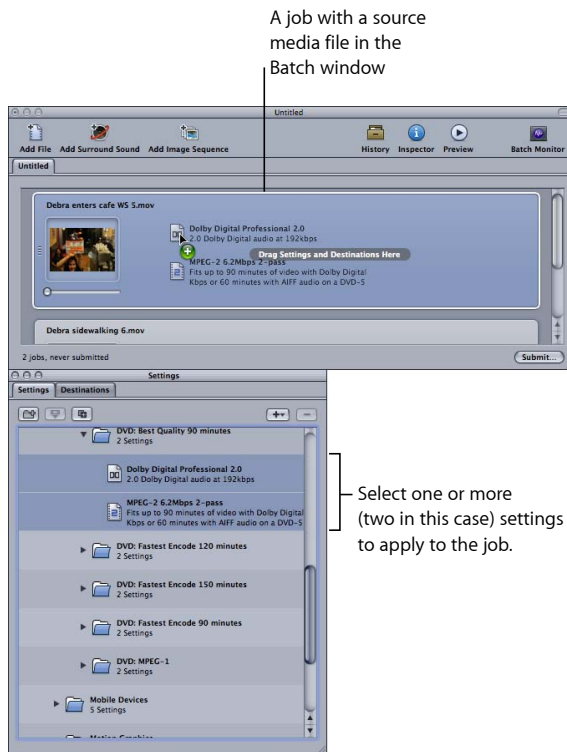 A job with a source
media file in the
Batch window
Untitled
Add File Add Surround Sound Add Image Sequence History Inspector Preview Batch Monitor
Untitled
Debra enters cafe WS 5.mov
Dolby Digital Professional 2.0
2.0 Dolby Digital audio at 192kbps
Drag Settings and Destinations Here
MPEG-2 6.2Mbps 2-pass
Fits up to 90 minutes of video with Dolby Digital
Kbps or 60 minutes with AIFF audio on a DVD-5
Debra sidewalking 6.mov
2 jobs, never submitted Submit...
Settings
Settings Destinations
DVD: Best Quality 90 minutes
2 Settings
Dolby Digital Professional 2.0
2.0 Dolby Digital audio at 192kbps
MPEG-2 6.2Mbps 2-pass
Fits up to 90 minutes of video with Dolby Digital
Kbps or 60 minutes with AIFF audio on a DVD-5
Select one or more
(two in this case) settings
to apply to the job.
DVD: Fastest Encode 120 minutes
2 Settings
DVD: Fastest Encode 150 minutes
2 Settings
DVD: Fastest Encode 90 minutes
2 Settings
DVD: MPEG-1
2 Settings
Mobile Devices
5 Settings
Motion Graphics